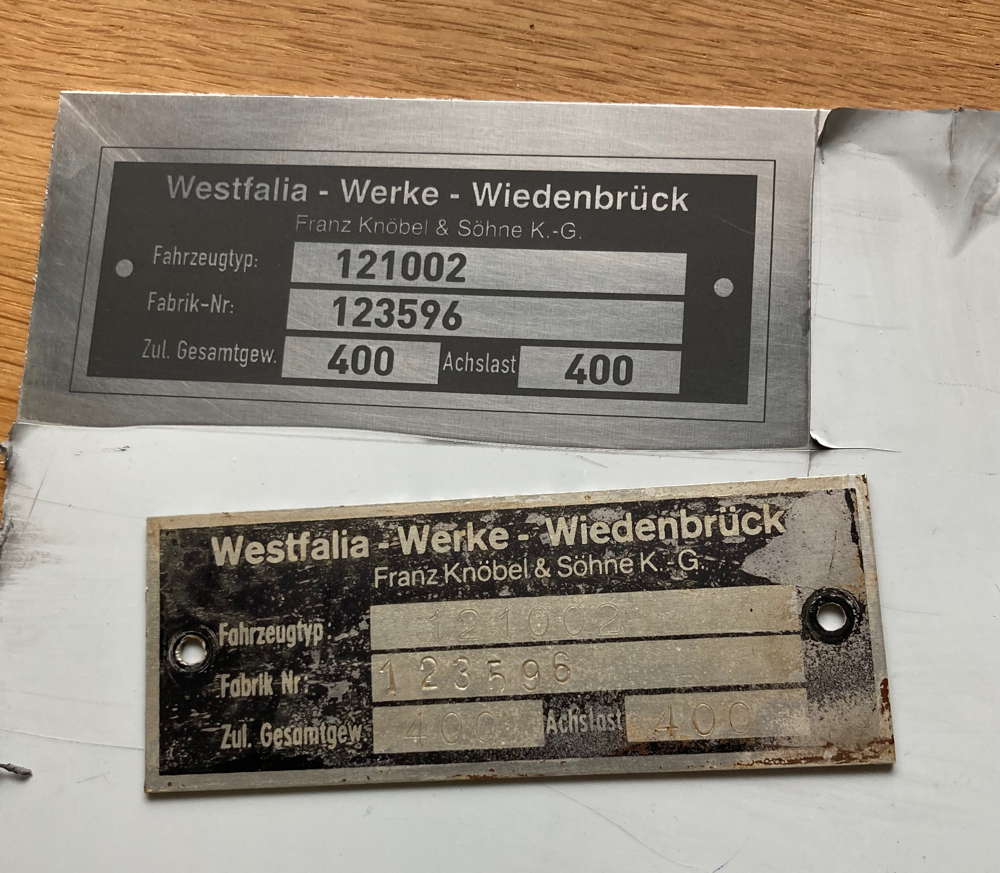 Westfalia - Werke - Wiedenbrück
Franz Knöbel & Söhne K.-G.
Fahrzeugtyp: 121002
Fabrik-Nr: 123596
Zul. Gesamtgew. 400 Achslast 400
Westfalia - Werke - Wiedenbrück
Franz Knöbel & Söhne K.-G.
Fahrzeugtyp: 121002
Fabrik Nr: 123596
Zul. Gesamtgew. 400 Achslast 400